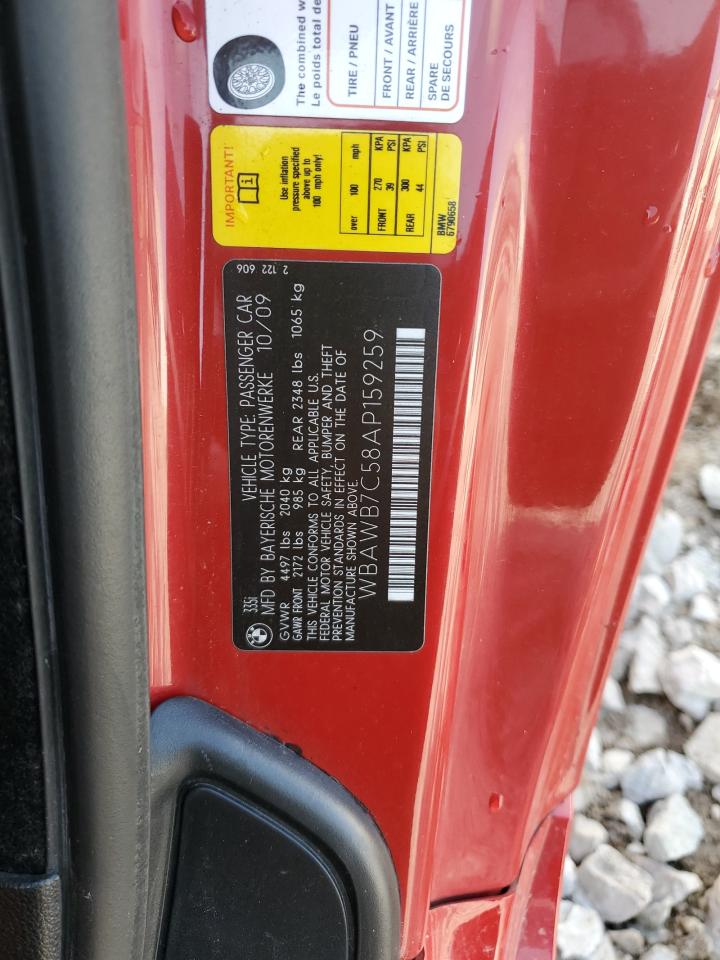 The combined w
Le poids total de
TIRE / PNEU
FRONT / AVANT
REAR / ARRIÈRE
SPARE
DE SECOURS
IMPORTANT!
Use inflation
pressure specified
above up to
100 mph only!
over 100 mph
FRONT 270 KPA
39 PSI
REAR 300 KPA
44 PSI
BMW
6790658
335i
2 122 606
VEHICLE TYPE: PASSENGER CAR
MFD BY BAYERISCHE MOTORENWERKE 10/09
GVWR 4497 lbs 2040 kg
GAWR FRONT 2172 lbs 985 kg REAR 2348 lbs 1065 kg
THIS VEHICLE CONFORMS TO ALL APPLICABLE U.S.
FEDERAL MOTOR VEHICLE SAFETY, BUMPER AND THEFT
PREVENTION STANDARDS IN EFFECT ON THE DATE OF
MANUFACTURE SHOWN ABOVE.
WBAWB7C58AP159259